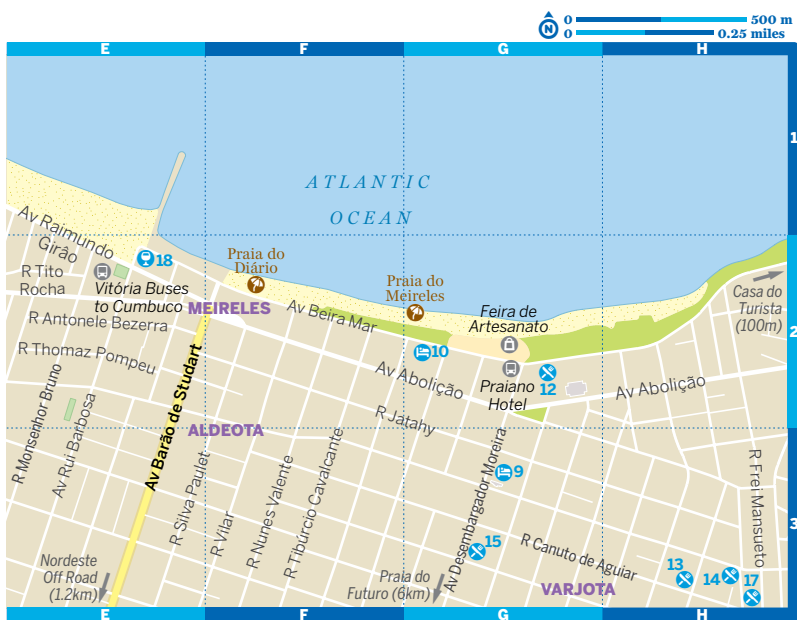 0 500 m
N 0 0.25 miles
E F G H
1
ATLANTIC
OCEAN
Av Raimundo
Girão
18
Praia do
Diário
Praia do
Meireles
R Tito
Rocha
Vitória Buses
to Cumbuco
MEIRELES
Av Beira Mar
Feira de
Artesanato
Casa do
Turista
(100m)
2
R Antonele Bezerra
R Thomaz Pompeu
10
Av Abolição
Praiano
Hotel
12
Av Abolição
R Monsenhor Bruno
Av Rui Barbosa
Av Barão de Studart
ALDEOTA
R Jatahy
R Silva Paulet
R Vilar
R Nunes Valente
R Tibúrcio Cavalcante
Av Desembargador Moreira
9
R Frei Mansueto
3
15
R Canuto de Aguiar
13
14
17
Nordeste
Off Road
(1.2km)
Praia do
Futuro (6km)
VARJOTA
E F G H